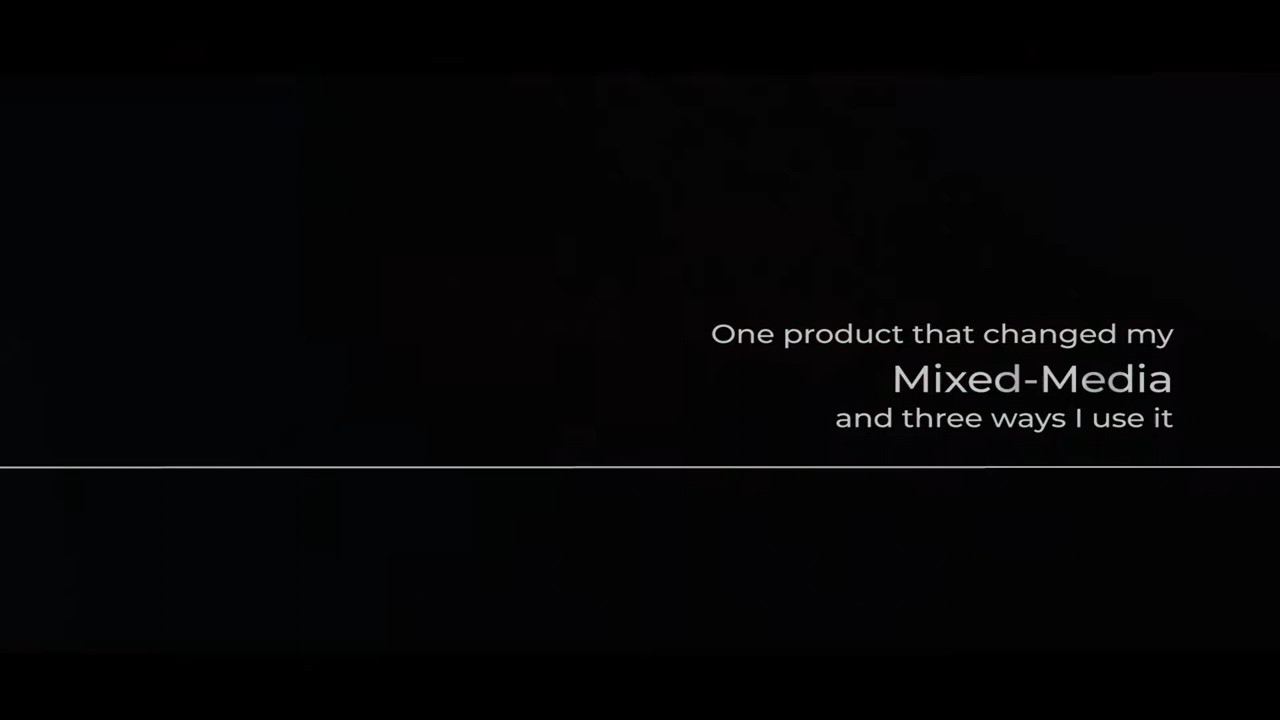 One product that changed my
Mixed-Media
and three ways I use it